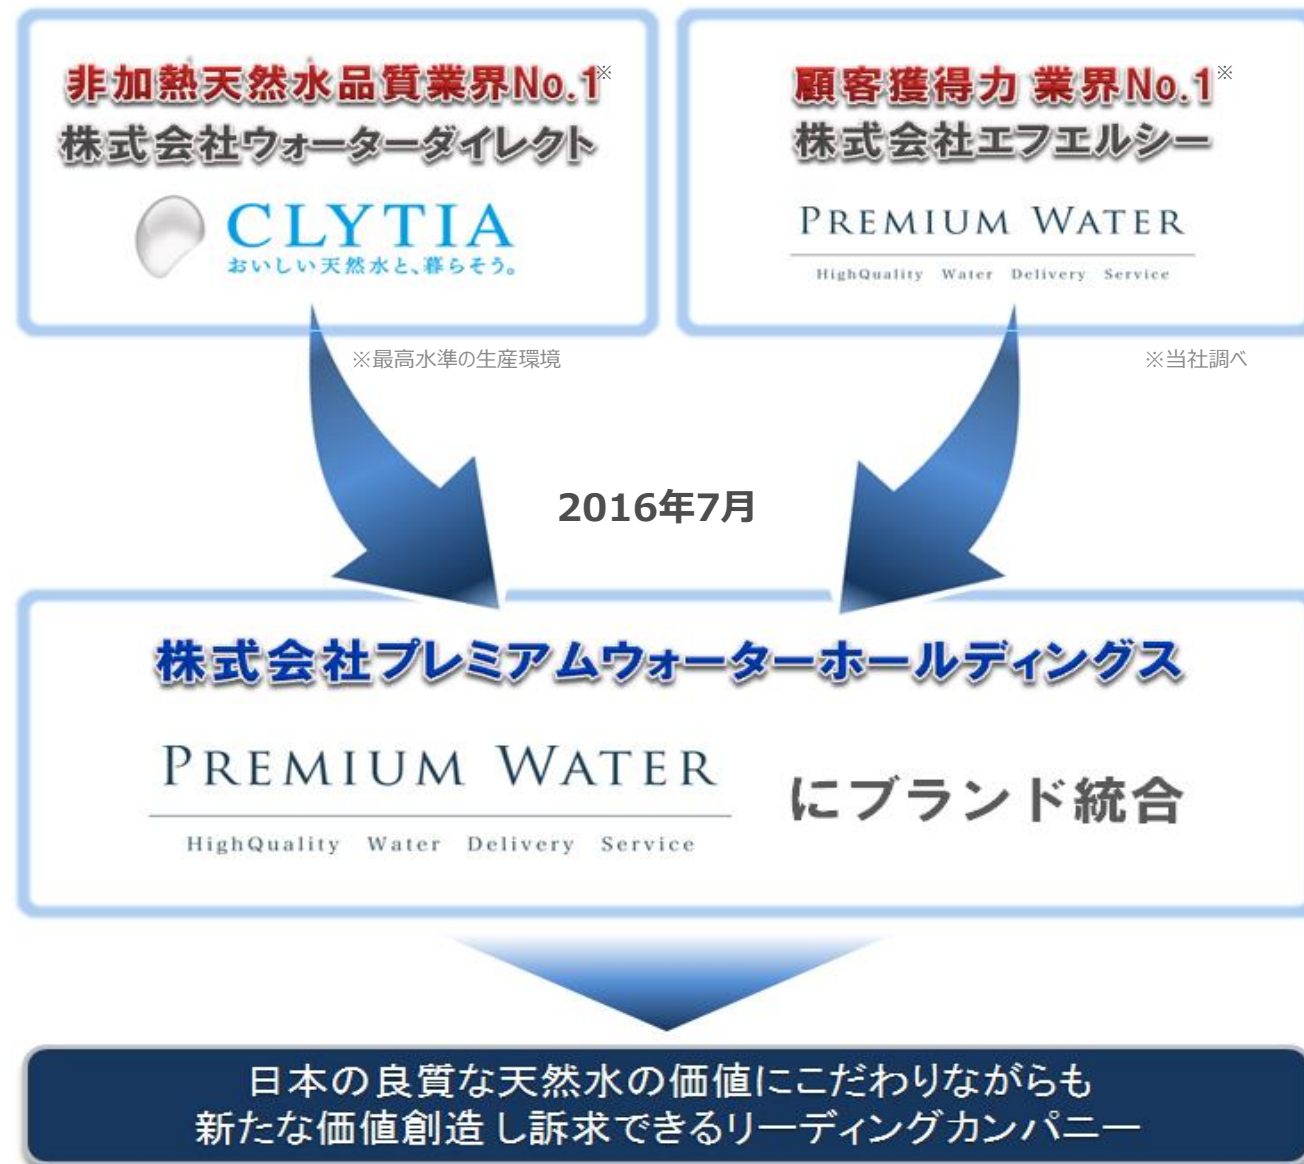 非加熱天然水品質業界No.1※
株式会社ウォーターダイレクト
CLYTIA
おいしい天然水と、暮らそう。
※最高水準の生産環境
顧客獲得力 業界No.1※
株式会社エフエルシー
PREMIUM WATER
HighQuality Water Delivery Service
※当社調べ
2016年7月
株式会社プレミアムウォーターホールディングス
PREMIUM WATER
HighQuality Water Delivery Service
にブランド統合
日本の良質な天然水の価値にこだわりながらも
新たな価値創造し訴求できるリーディングカンパニー